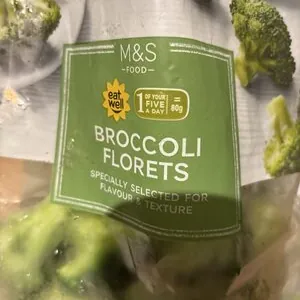 M&S
FOOD
eat well
1 OF YOUR FIVE A DAY = 80g
BROCCOLI
FLORETS
SPECIALLY SELECTED FOR
FLAVOUR & TEXTURE